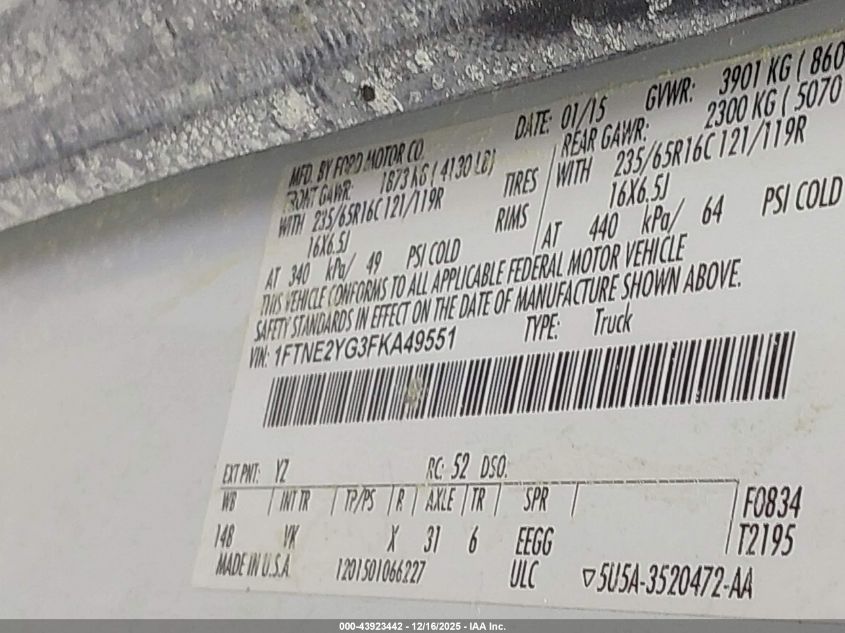 MFD. BY FORD MOTOR CO. DATE: 01/15 GVWR: 3901 KG ( 860
FRONT GAWR: 1873 KG ( 4130 LB) REAR GAWR: 2300 KG ( 5070
WITH 235/65R16C 121/119R TIRES WITH 235/65R16C 121/119R
16X6.5J RIMS 16X6.5J
AT 340 kPa/ 49 PSI COLD AT 440 kPa/ 64 PSI COLD
THIS VEHICLE CONFORMS TO ALL APPLICABLE FEDERAL MOTOR VEHICLE
SAFETY STANDARDS IN EFFECT ON THE DATE OF MANUFACTURE SHOWN ABOVE.
VIN: 1FTNE2YG3FKA49551 TYPE: Truck
EXT PNT: YZ RC: 52 DSO:
WB INT TR TP/PS R AXLE TR SPR F0834
148 VK X 31 6 EEGG T2195
MADE IN U.S.A. 1201501066227 ULC ▽5U5A-3520472-AA
000-43923442 - 12/16/2025 - IAA Inc.